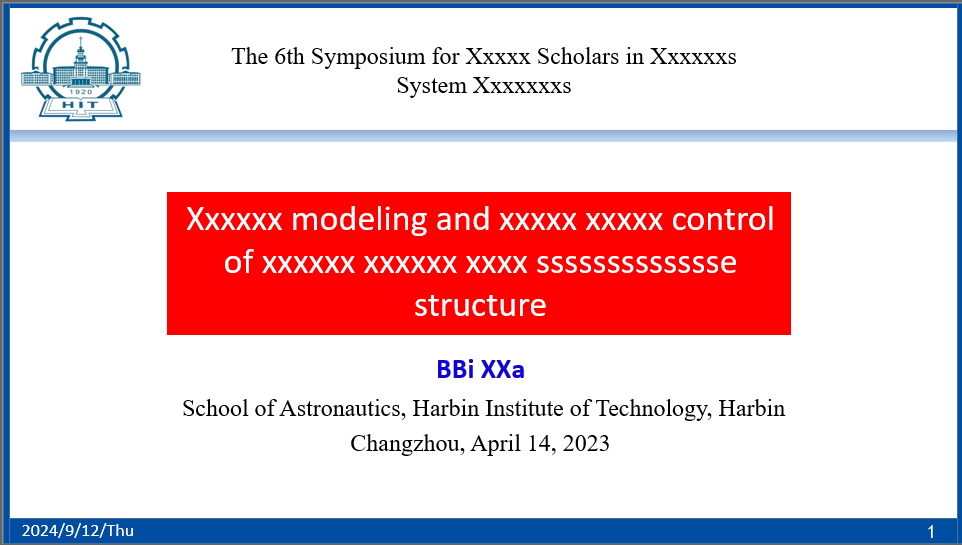 1920
HIT
The 6th Symposium for Xxxxx Scholars in Xxxxxxs
System Xxxxxxxs
Xxxxxx modeling and xxxxx xxxxx control
of xxxxxx xxxxxx xxxx ssssssssssssssse
structure
BBi XXa
School of Astronautics, Harbin Institute of Technology, Harbin
Changzhou, April 14, 2023
2024/9/12/Thu
1